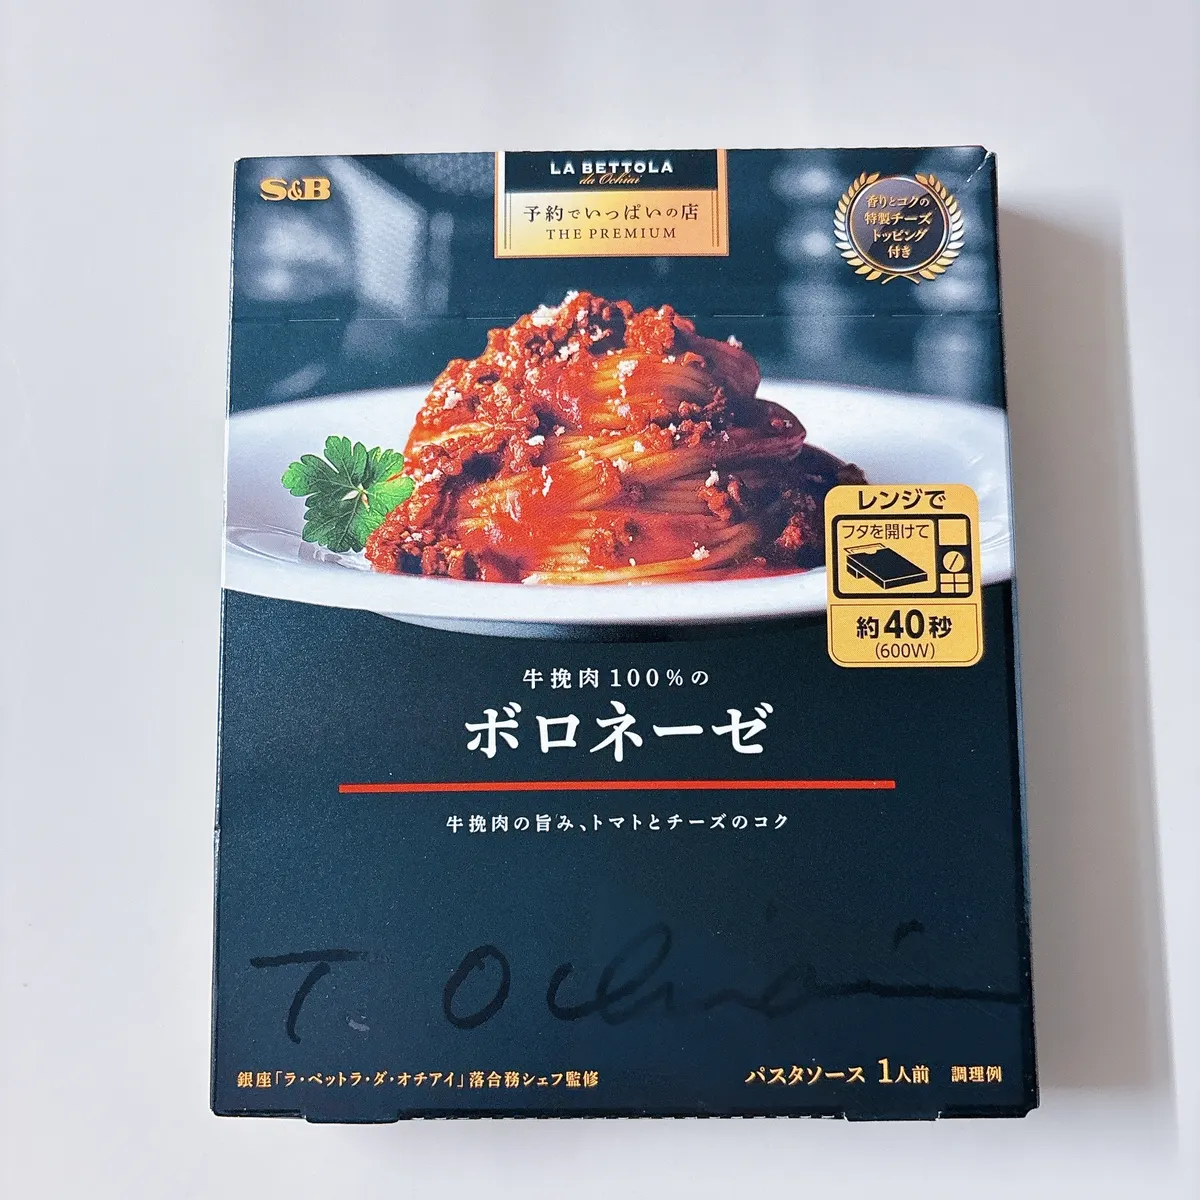 S&B
LA BETTOLA
da Ochiai
予約でいっぱいの店
THE PREMIUM
香りとコクの
特製チーズ
トッピング
付き
レンジで
フタを開けて
約40秒
(600W)
牛挽肉100%の
ボロネーゼ
牛挽肉の旨み、トマトとチーズのコク
T. Ochiai
銀座「ラ・ベットラ・ダ・オチアイ」落合務シェフ監修
パスタソース 1人前 調理例